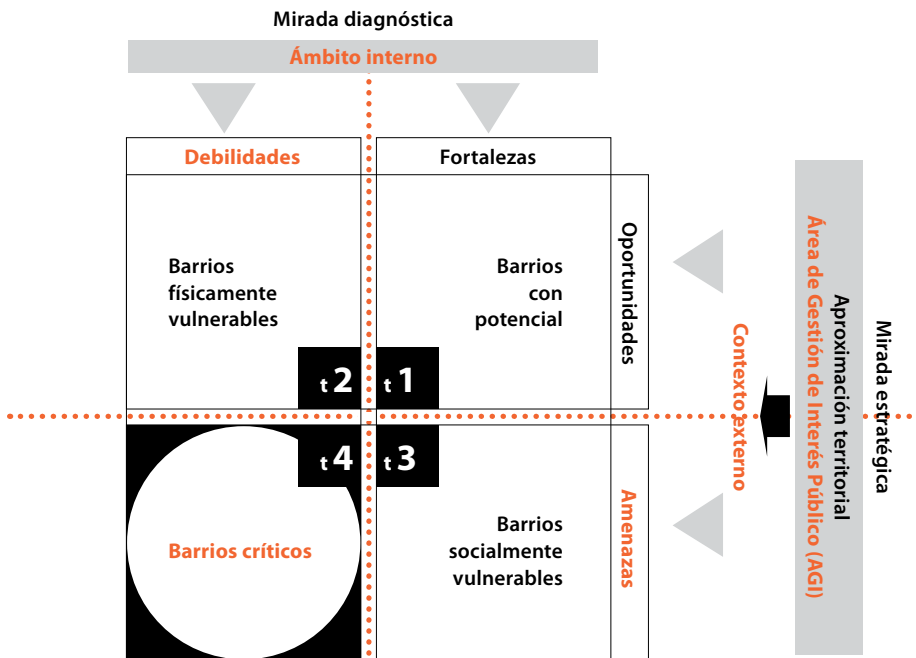 Mirada diagnóstica
Ámbito interno
Debilidades
Fortalezas
Barrios
físicamente
vulnerables
Barrios
con
potencial
Oportunidades
t 2
t 1
t 4
t 3
Barrios críticos
Barrios
socialmente
vulnerables
Amenazas
Contexto externo
Área de Gestión de Interés Público (AGI)
Aproximación territorial
Mirada estratégica